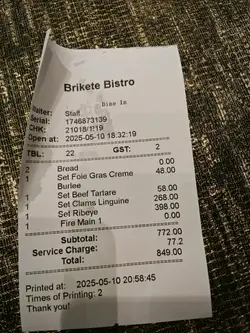 Brikete Bistro
Dine In
Waiter: Staff
Serial: 1746873139
CHK: 21018/1219
Open at: 2025-05-10 18:32:19
TBL: 22 GST: 2
2 Bread 0.00
1 Set Foie Gras Creme 48.00
Burlee
1 Set Beef Tartare 58.00
1 Set Clams Linguine 268.00
1 Set Ribeye 398.00
1 Fire Main 1 0.00
Subtotal: 772.00
Service Charge: 77.2
Total: 849.00
Printed at: 2025-05-10 20:58:45
Times of Printing: 2
Thank you!